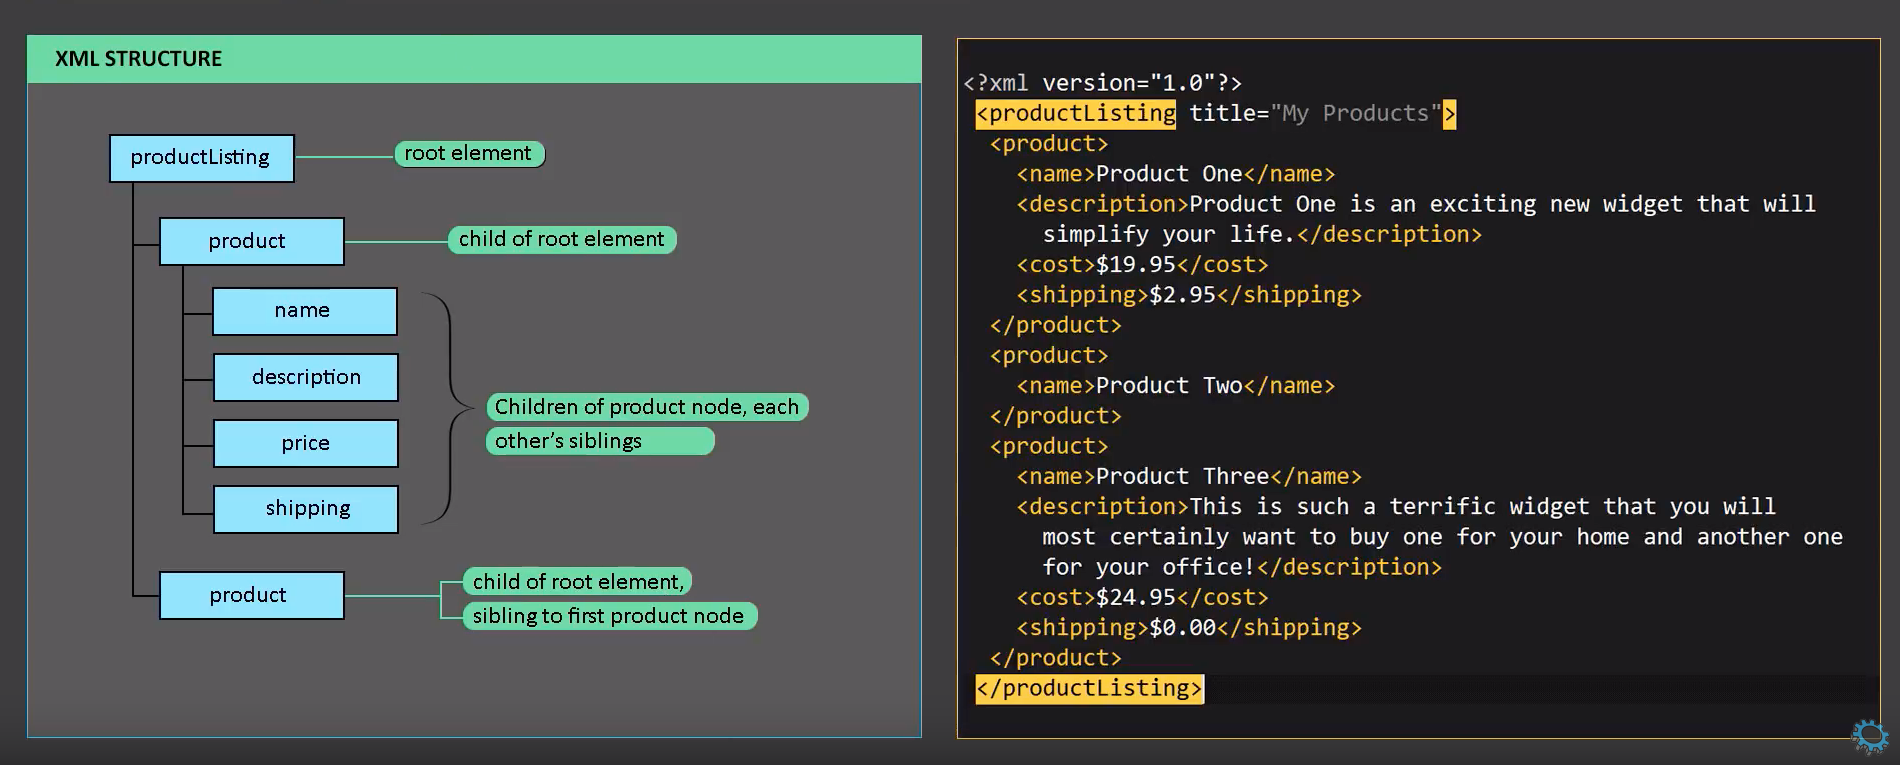 XML STRUCTURE
productListing
root element
product
child of root element
name
description
price
shipping
Children of product node, each
other’s siblings
product
child of root element,
sibling to first product node
<?xml version="1.0"?>
<productListing title="My Products">
<product>
<name>Product One</name>
<description>Product One is an exciting new widget that will
simplify your life.</description>
<cost>$19.95</cost>
<shipping>$2.95</shipping>
</product>
<product>
<name>Product Two</name>
</product>
<product>
<name>Product Three</name>
<description>This is such a terrific widget that you will
most certainly want to buy one for your home and another one
for your office!</description>
<cost>$24.95</cost>
<shipping>$0.00</shipping>
</product>
</productListing>